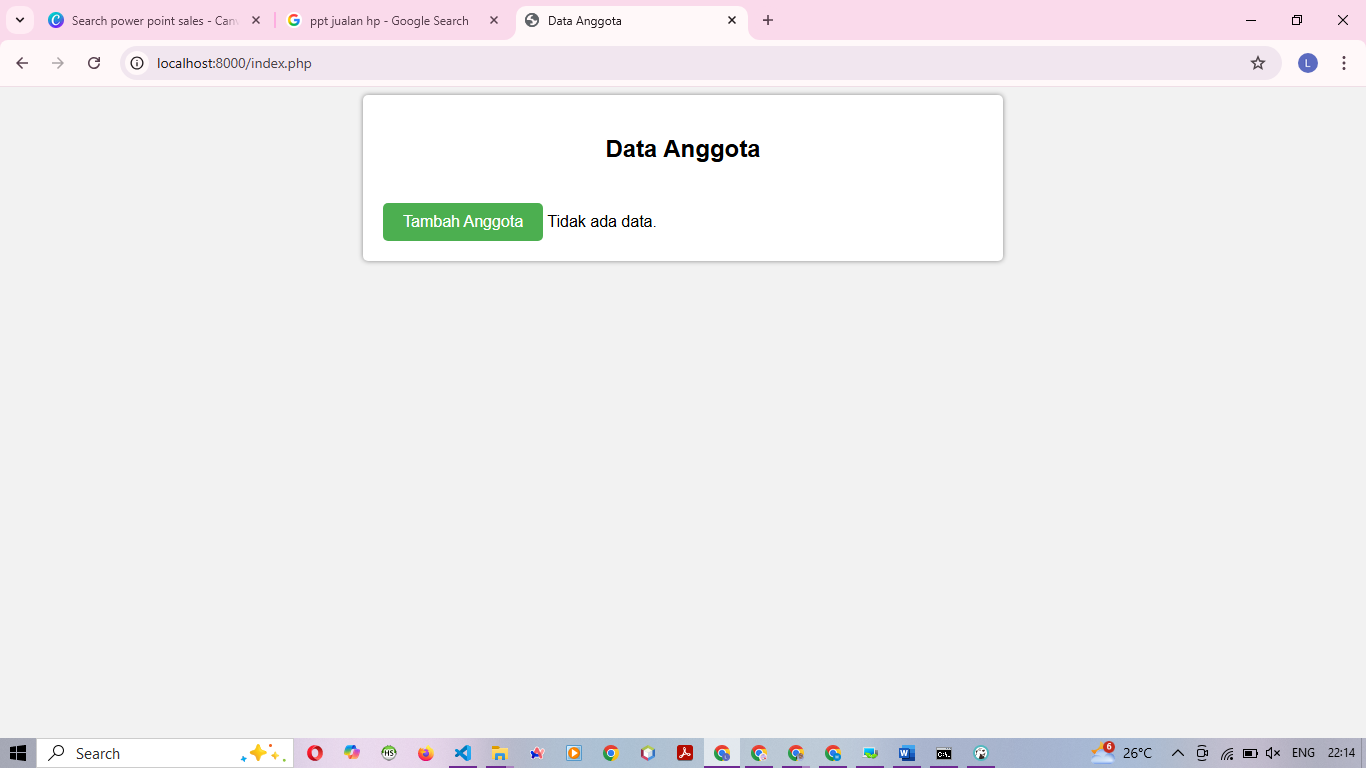 Search power point sales - Can
ppt jualan hp - Google Search
Data Anggota
localhost:8000/index.php
L
Data Anggota
Tambah Anggota Tidak ada data.
Search
6
26°C
ENG
22:14